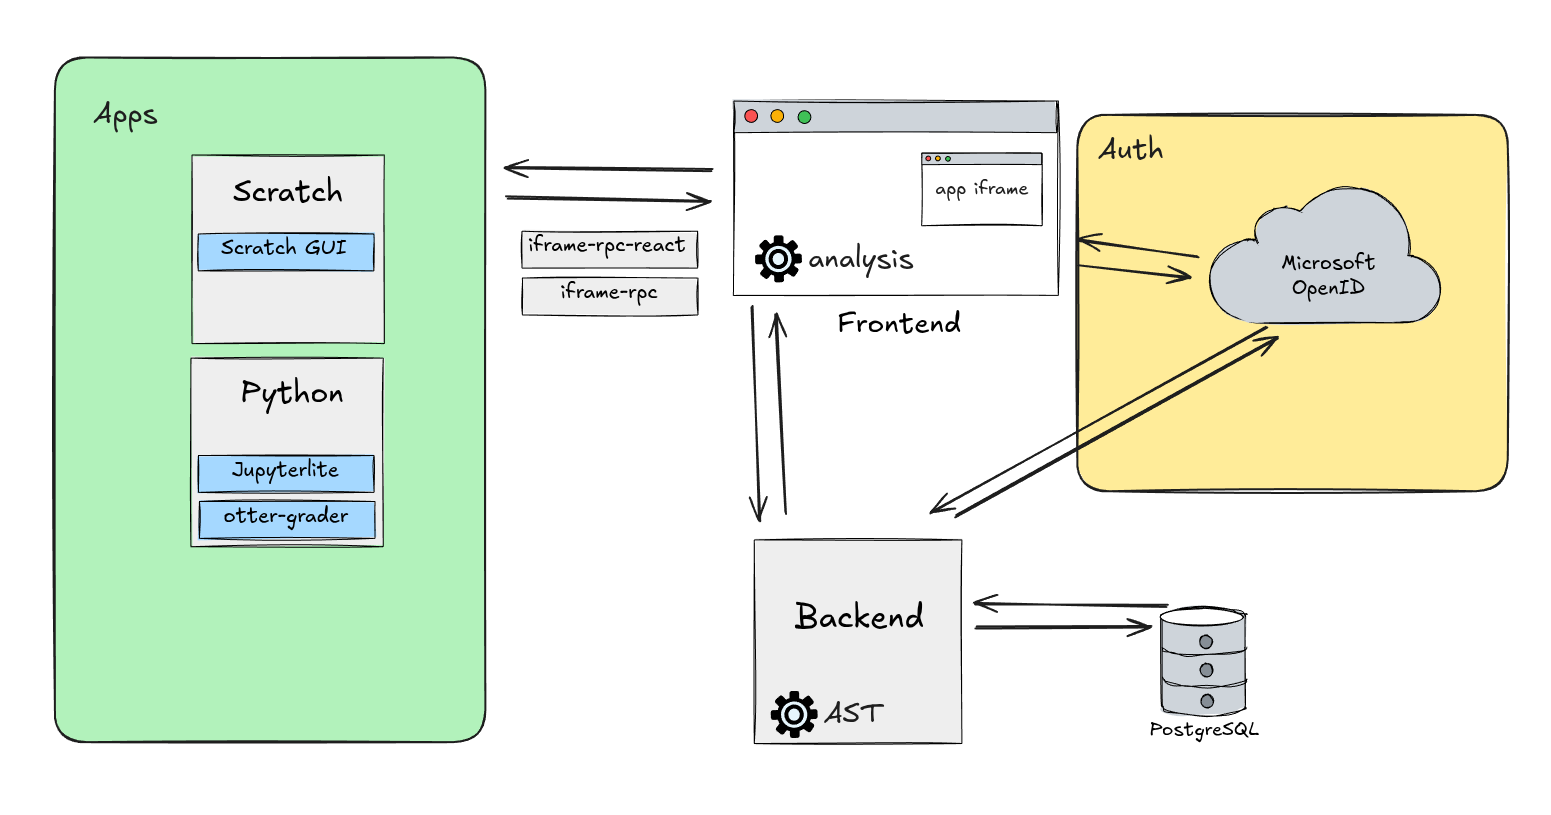 Apps
Scratch
Scratch GUI
Python
Jupyterlite
otter-grader
iframe-rpc-react
iframe-rpc
app iframe
analysis
Frontend
Auth
Microsoft
OpenID
Backend
AST
PostgreSQL